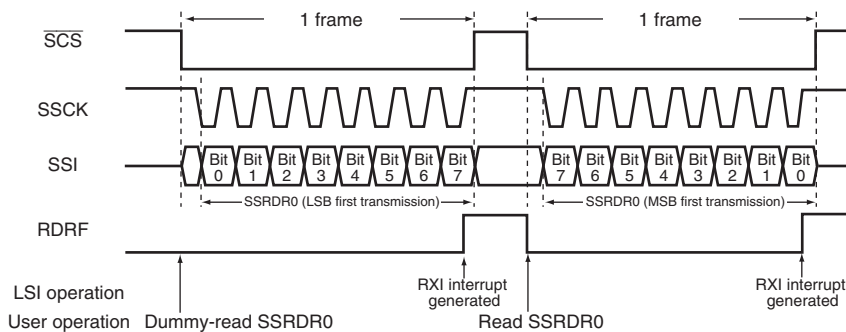 1 frame
1 frame
SCS
SSCK
SSI
Bit 0
Bit 1
Bit 2
Bit 3
Bit 4
Bit 5
Bit 6
Bit 7
Bit 7
Bit 6
Bit 5
Bit 4
Bit 3
Bit 2
Bit 1
Bit 0
SSRDR0 (LSB first transmission)
SSRDR0 (MSB first transmission)
RDRF
LSI operation
RXI interrupt
generated
RXI interrupt
generated
User operation
Dummy-read SSRDR0
Read SSRDR0